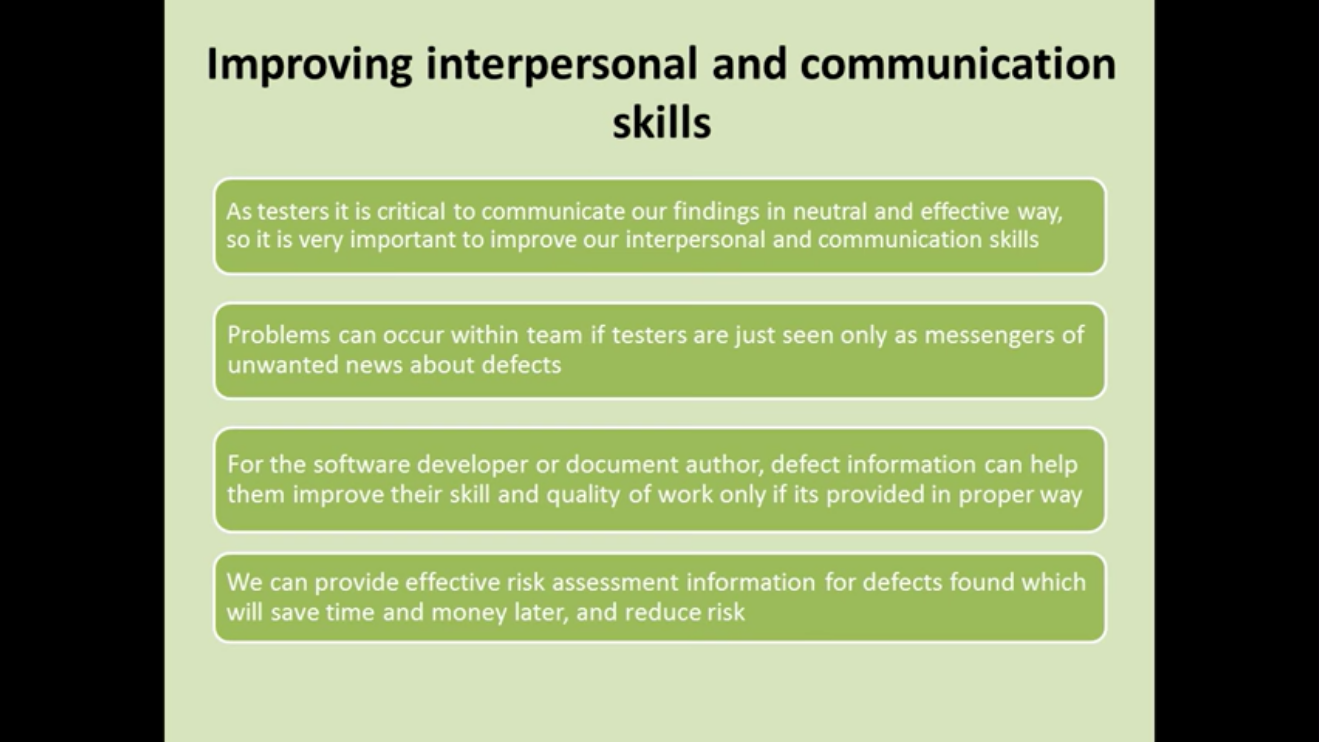 Improving interpersonal and communication
skills
As testers it is critical to communicate our findings in neutral and effective way,
so it is very important to improve our interpersonal and communication skills
Problems can occur within team if testers are just seen only as messengers of
unwanted news about defects
For the software developer or document author, defect information can help
them improve their skill and quality of work only if its provided in proper way
We can provide effective risk assessment information for defects found which
will save time and money later, and reduce risk